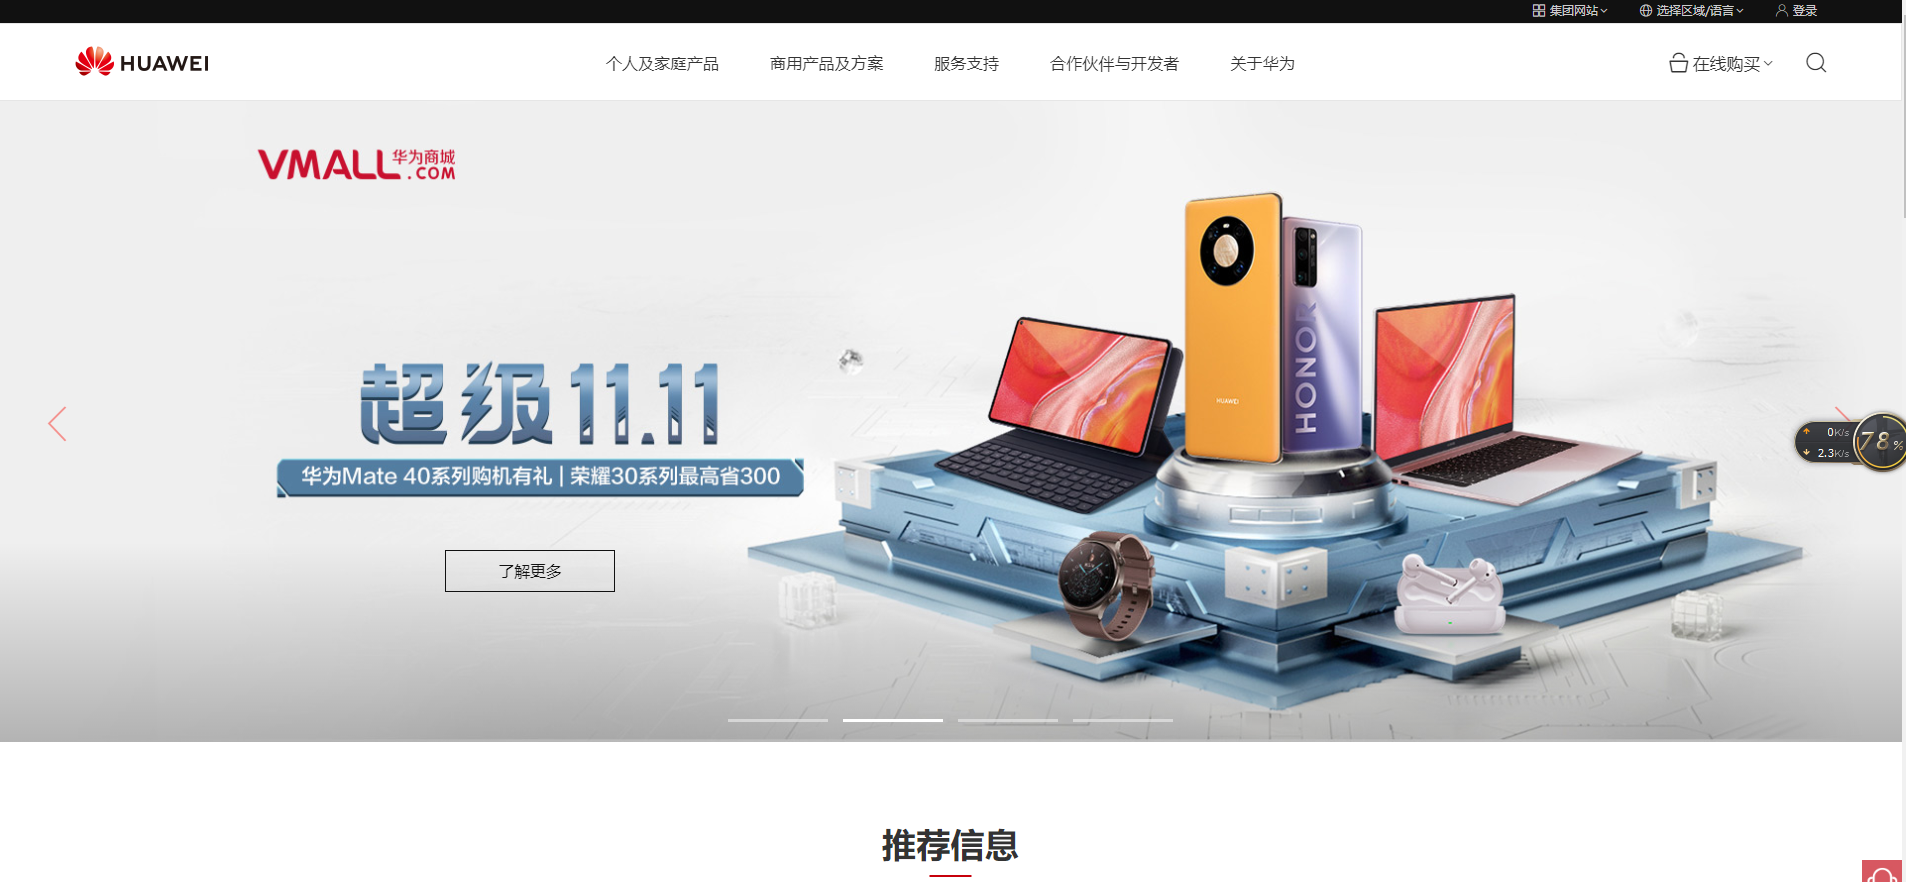 集团网站
选择区域/语言
登录
HUAWEI
个人及家庭产品
商用产品及方案
服务支持
合作伙伴与开发者
关于华为
在线购买
VMALL华为商城
.COM
超级11.11
华为Mate 40系列购机有礼 | 荣耀30系列最高省300
了解更多
HUAWEI
HONOR
0K/s
2.3K/s
78%
推荐信息